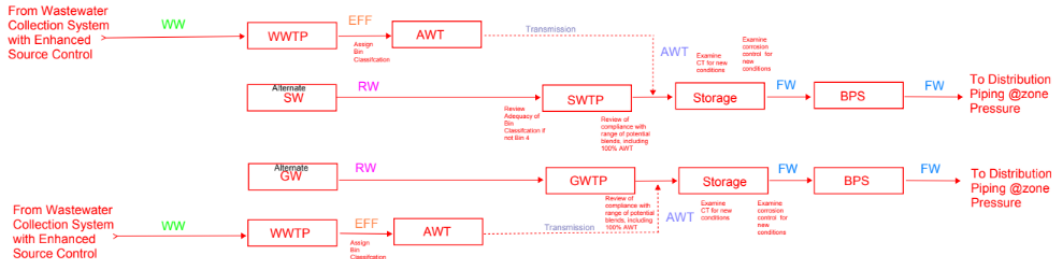 From Wastewater
Collection System
with Enhanced
Source Control
WW
WWTP
EFF
Assign
Bin
Classifcation
AWT
Transmission
AWT
Examine
CT for new
conditions
Examine
corrosion
control for
new
conditions
Alternate
SW
RW
SWTP
Review
Adequacy of
Bin
Classifcation if
not Bin 4
Review of
compliance with
range of potential
blends, including
100% AWT
Storage
FW
BPS
FW
To Distribution
Piping @zone
Pressure
Alternate
GW
RW
GWTP
Review of
compliance with
range of potential
blends, including
100% AWT
Storage
Examine
CT for new
conditions
Examine
corrosion
control for
new
conditions
FW
BPS
FW
To Distribution
Piping @zone
Pressure
From Wastewater
Collection System
with Enhanced
Source Control
WW
WWTP
EFF
Assign
Bin
Classifcation
AWT
Transmission
AWT